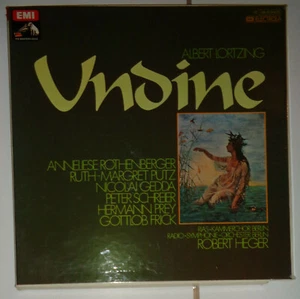 EMI
ALBERT LORTZING
Undine
ANNELIESE ROTHENBERGER
RUTH-MARGRET PÜTZ
NICOLAI GEDDA
PETER SCHREIER
HERMANN PREY
GOTTLOB FRICK
RIAS-KAMMERCHOR BERLIN
RADIO-SYMPHONIE-ORCHESTER BERLIN
ROBERT HEGER